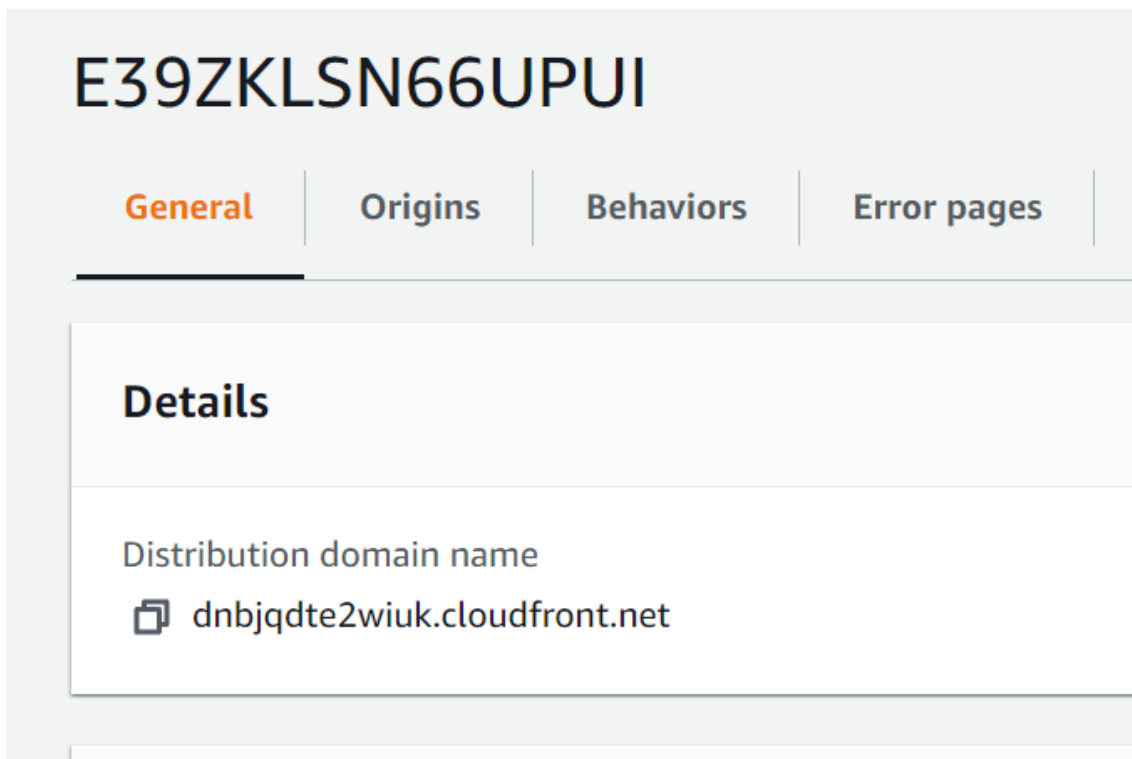 E39ZKLSN66UPUI
General Origins Behaviors Error pages
Details
Distribution domain name
dnbjqdte2wiuk.cloudfront.net